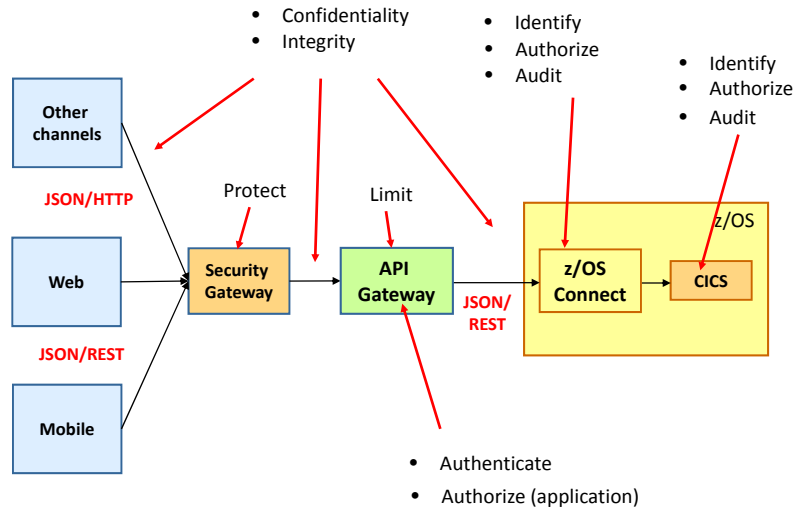 • Confidentiality
• Integrity
• Identify
• Authorize
• Audit
• Identify
• Authorize
• Audit
Other
channels
JSON/HTTP
Protect
Limit
z/OS
Web
Security
Gateway
API
Gateway
JSON/
REST
z/OS
Connect
CICS
JSON/REST
Mobile
• Authenticate
• Authorize (application)